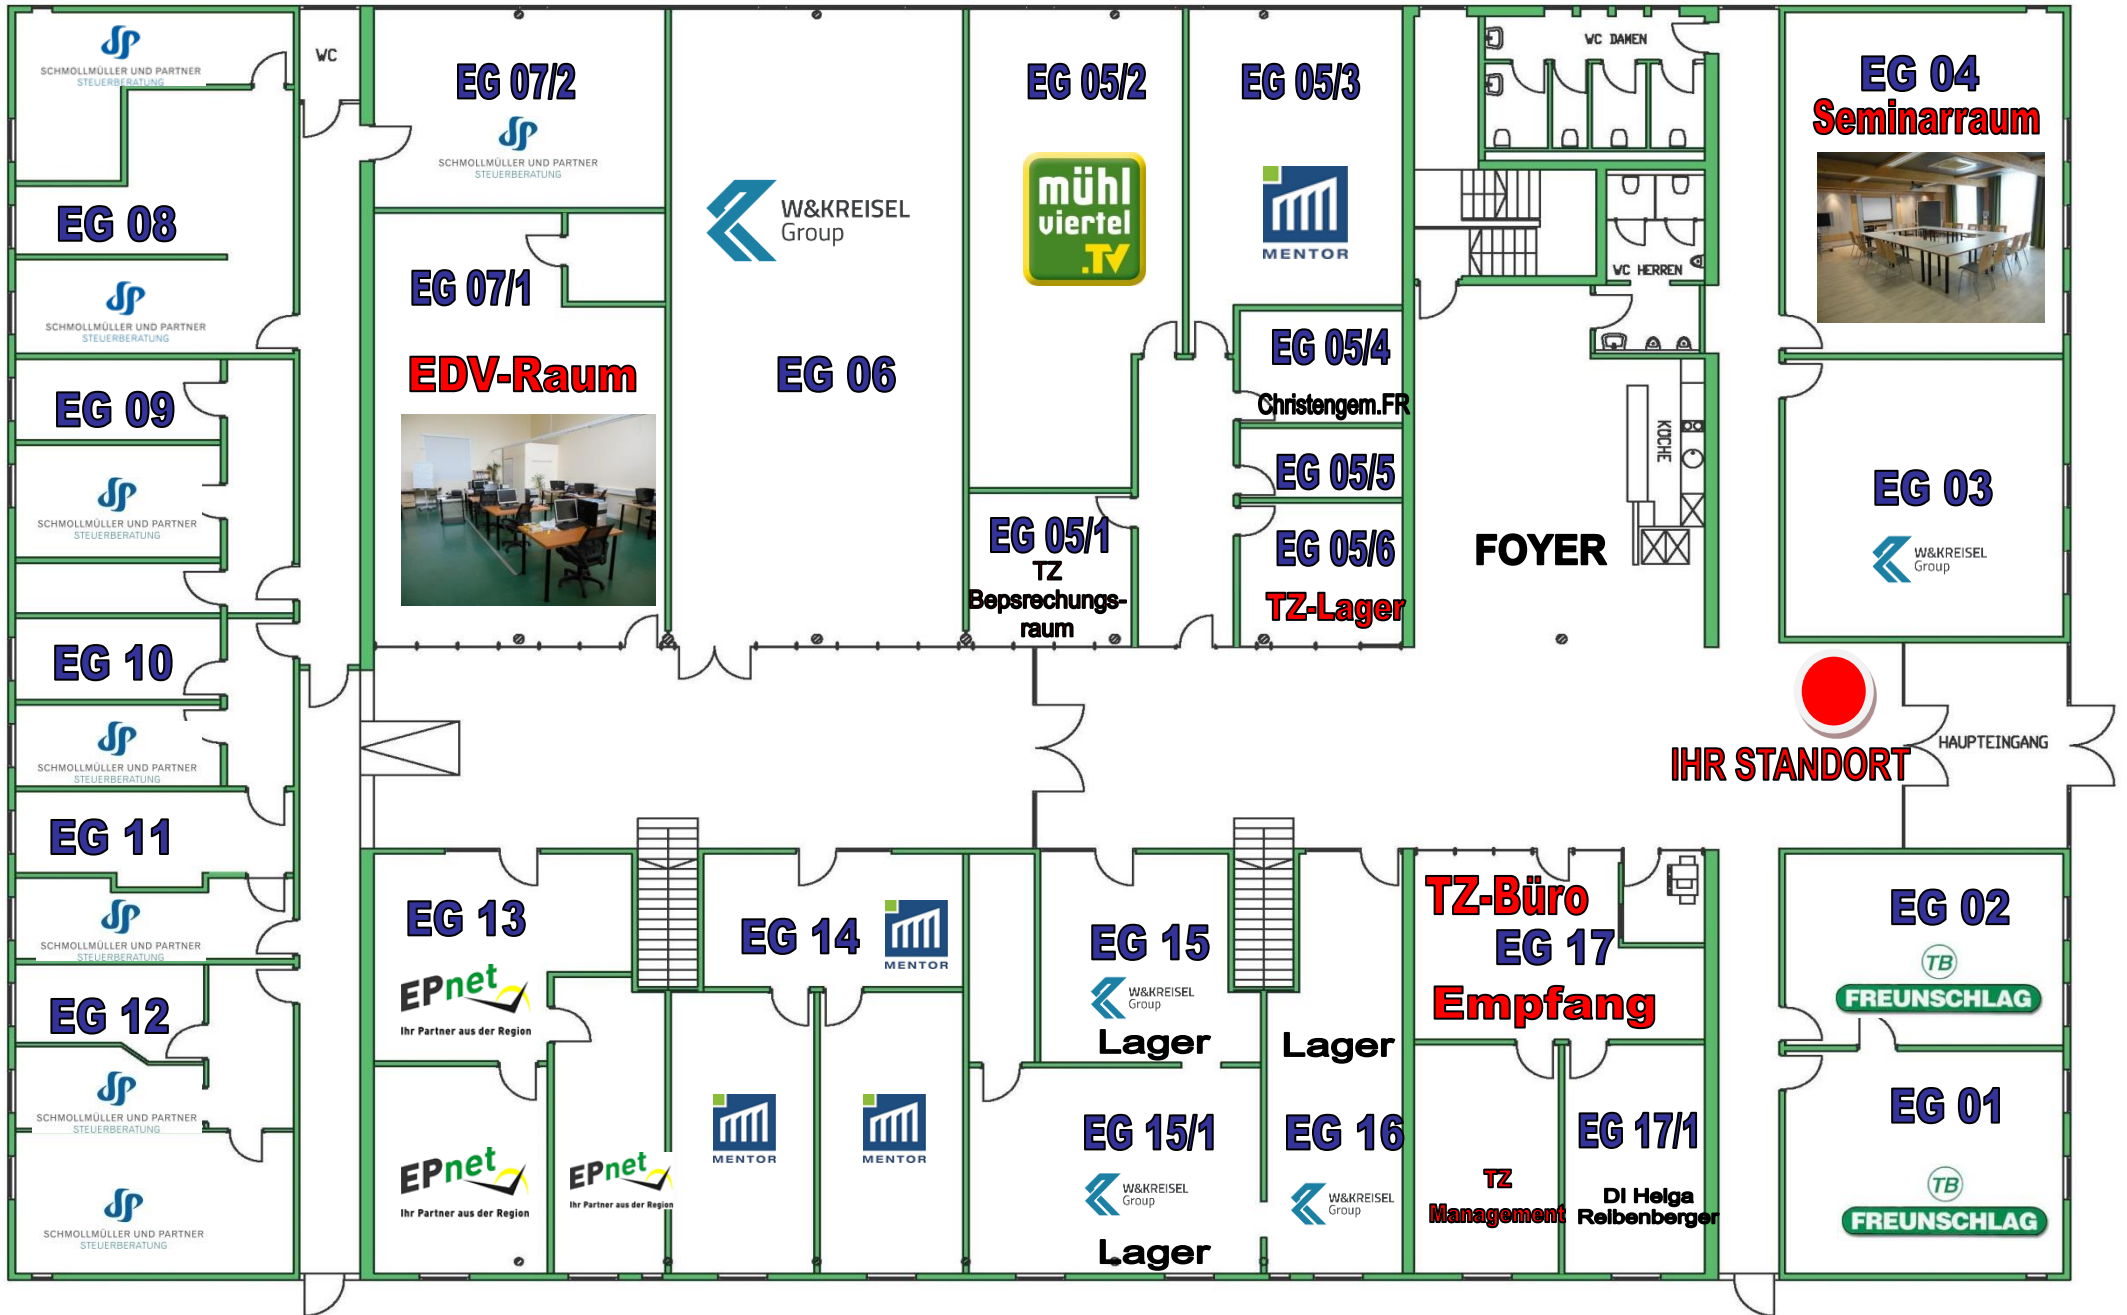 SCHMOLLMÜLLER UND PARTNER
STEUERBERATUNG
EG 08
SCHMOLLMÜLLER UND PARTNER
STEUERBERATUNG
EG 09
SCHMOLLMÜLLER UND PARTNER
STEUERBERATUNG
EG 10
SCHMOLLMÜLLER UND PARTNER
STEUERBERATUNG
EG 11
SCHMOLLMÜLLER UND PARTNER
STEUERBERATUNG
EG 12
SCHMOLLMÜLLER UND PARTNER
STEUERBERATUNG
SCHMOLLMÜLLER UND PARTNER
STEUERBERATUNG
WC
EG 07/2
SCHMOLLMÜLLER UND PARTNER
STEUERBERATUNG
EG 07/1
EDV-Raum
W&KREISEL
Group
EG 06
EG 05/2
mühl
viertel
.TV
EG 05/1
TZ
Bepsrechungs-
raum
EG 05/3
MENTOR
EG 05/4
Christengem.FR
EG 05/5
EG 05/6
TZ-Lager
WC DAMEN
WC HERREN
KÜCHE
FOYER
EG 04
Seminarraum
EG 03
W&KREISEL
Group
IHR STANDORT
HAUPTEINGANG
EG 13
EPnet
Ihr Partner aus der Region
EPnet
Ihr Partner aus der Region
EPnet
Ihr Partner aus der Region
EG 14
MENTOR
MENTOR
MENTOR
EG 15
W&KREISEL
Group
Lager
EG 15/1
W&KREISEL
Group
Lager
Lager
EG 16
W&KREISEL
Group
TZ-Büro
EG 17
Empfang
TZ
Management
EG 17/1
DI Helga
Reibenberger
EG 02
TB
FREUNSCHLAG
EG 01
TB
FREUNSCHLAG